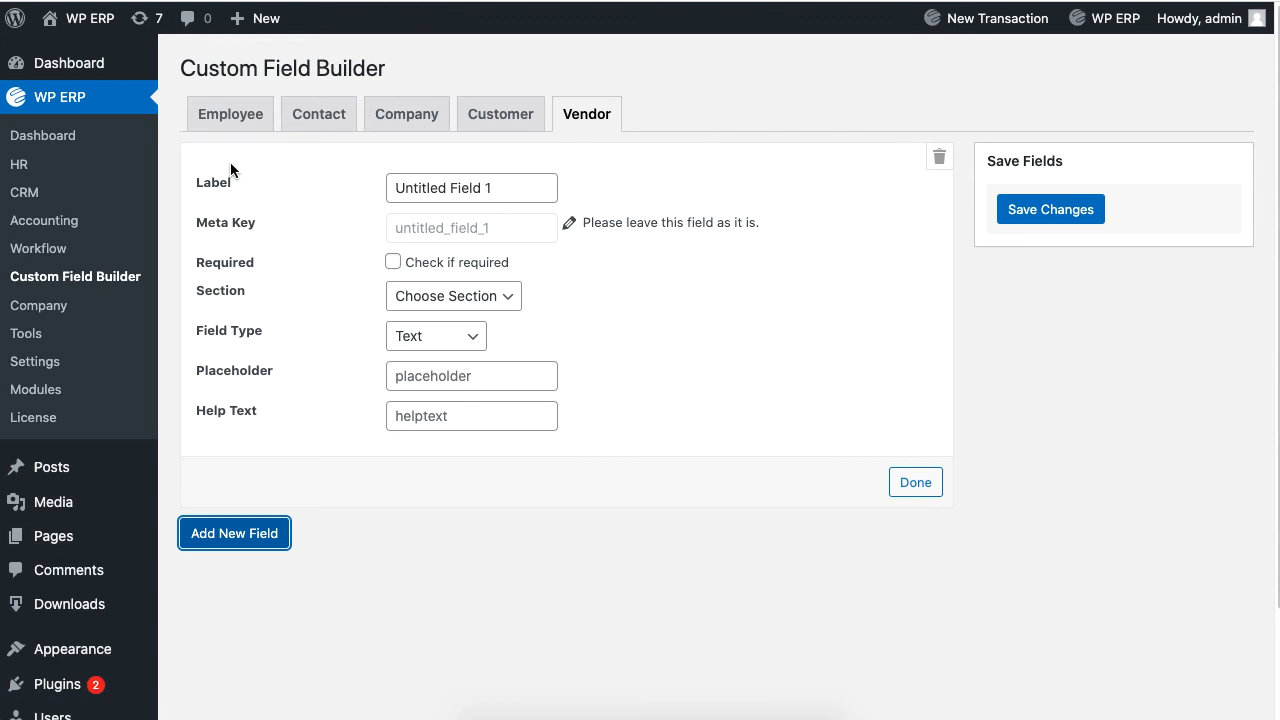 WP ERP 7 0 New New Transaction WP ERP Howdy, admin
Dashboard
WP ERP
Dashboard
HR
CRM
Accounting
Workflow
Custom Field Builder
Company
Tools
Settings
Modules
License
Posts
Media
Pages
Comments
Downloads
Appearance
Plugins 2
Users
Custom Field Builder
Employee Contact Company Customer Vendor
Label Untitled Field 1
Meta Key untitled_field_1 Please leave this field as it is.
Required Check if required
Section Choose Section
Field Type Text
Placeholder placeholder
Help Text helptext
Done
Add New Field
Save Fields
Save Changes